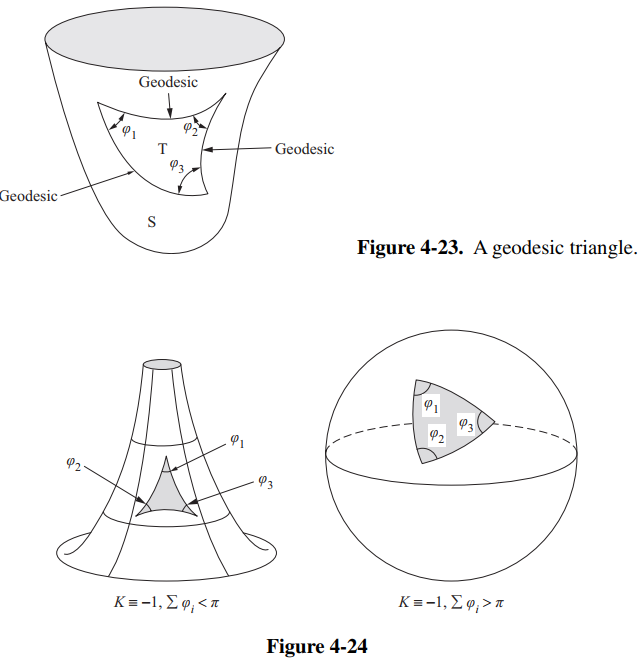 Geodesic
φ1
φ2
T
φ3
Geodesic
Geodesic
S
Figure 4-23. A geodesic triangle.
φ1
φ2
φ3
φ1
φ2
φ3
K ≡ −1, Σ φi < π
K ≡ −1, Σ φi > π
Figure 4-24